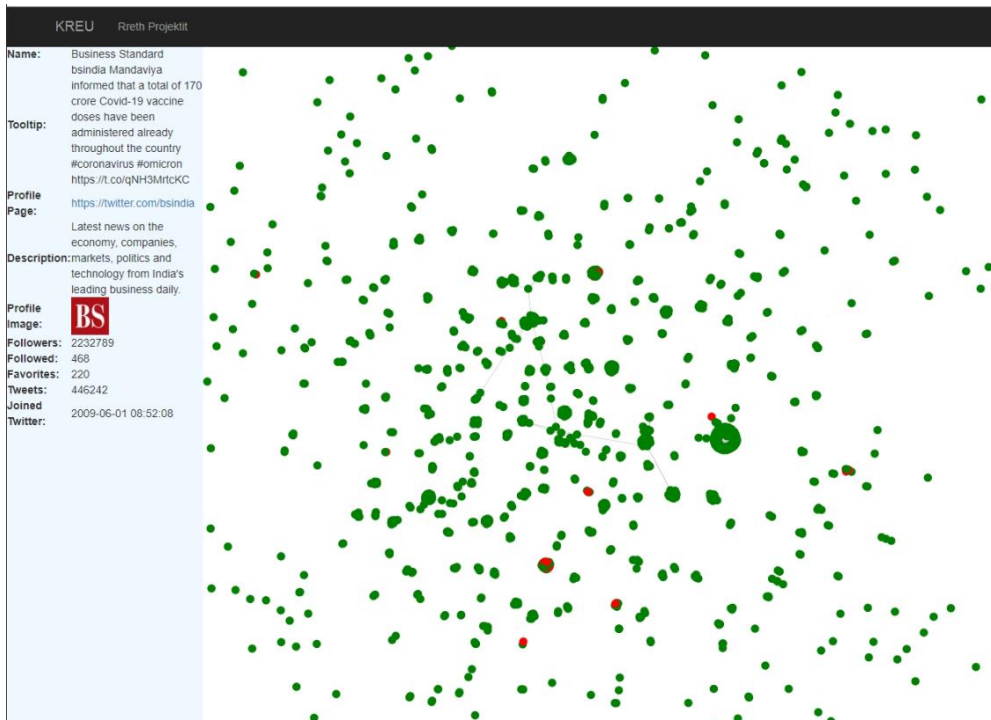 KREU Rreth Projektit
Name: Business Standard
Tooltip: bsindia Mandaviya
informed that a total of 170
crore Covid-19 vaccine
doses have been
administered already
throughout the country
#coronavirus #omicron
https://t.co/qNH3MrtcKC
Profile
Page: https://twitter.com/bsindia
Description: Latest news on the
economy, companies,
markets, politics and
technology from India's
leading business daily.
Profile
Image: BS
Followers: 2232789
Followed: 468
Favorites: 220
Tweets: 446242
Joined
Twitter: 2009-06-01 08:52:08